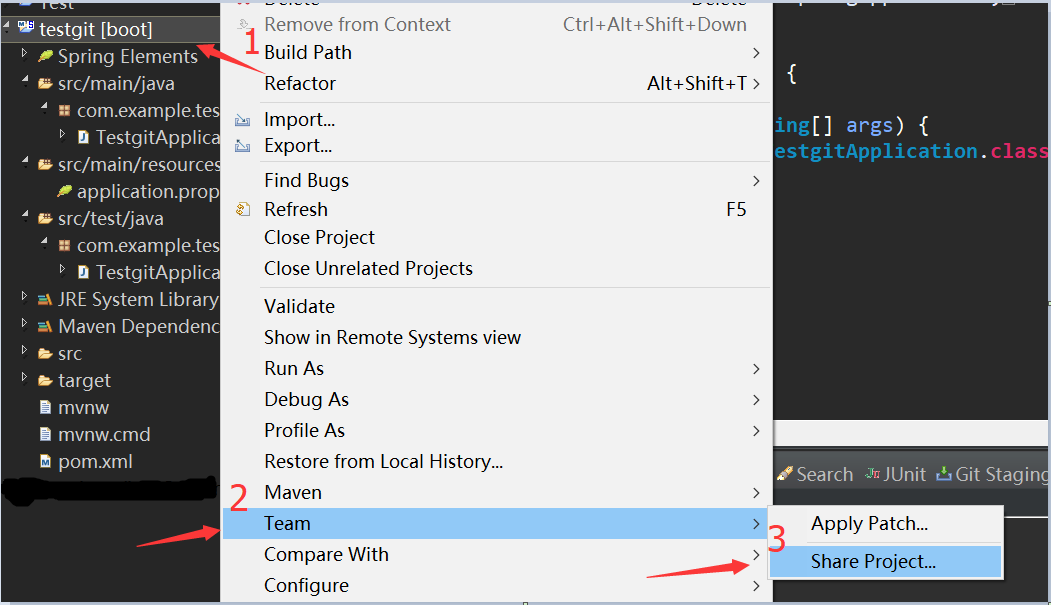 Test
testgit [boot]
Spring Elements
src/main/java
com.example.tes
TestgitApplica
src/main/resources
application.prop
src/test/java
com.example.tes
TestgitApplica
JRE System Library
Maven Dependenc
src
target
mvnw
mvnw.cmd
pom.xml
1
2
3
Delete Delete
Remove from Context Ctrl+Alt+Shift+Down
Build Path
Refactor Alt+Shift+T
Import...
Export...
Find Bugs
Refresh F5
Close Project
Close Unrelated Projects
Validate
Show in Remote Systems view
Run As
Debug As
Profile As
Restore from Local History...
Maven
Team
Compare With
Configure
Apply Patch...
Share Project...
{
ing[] args) {
estgitApplication.class
Search JUnit Git Staging